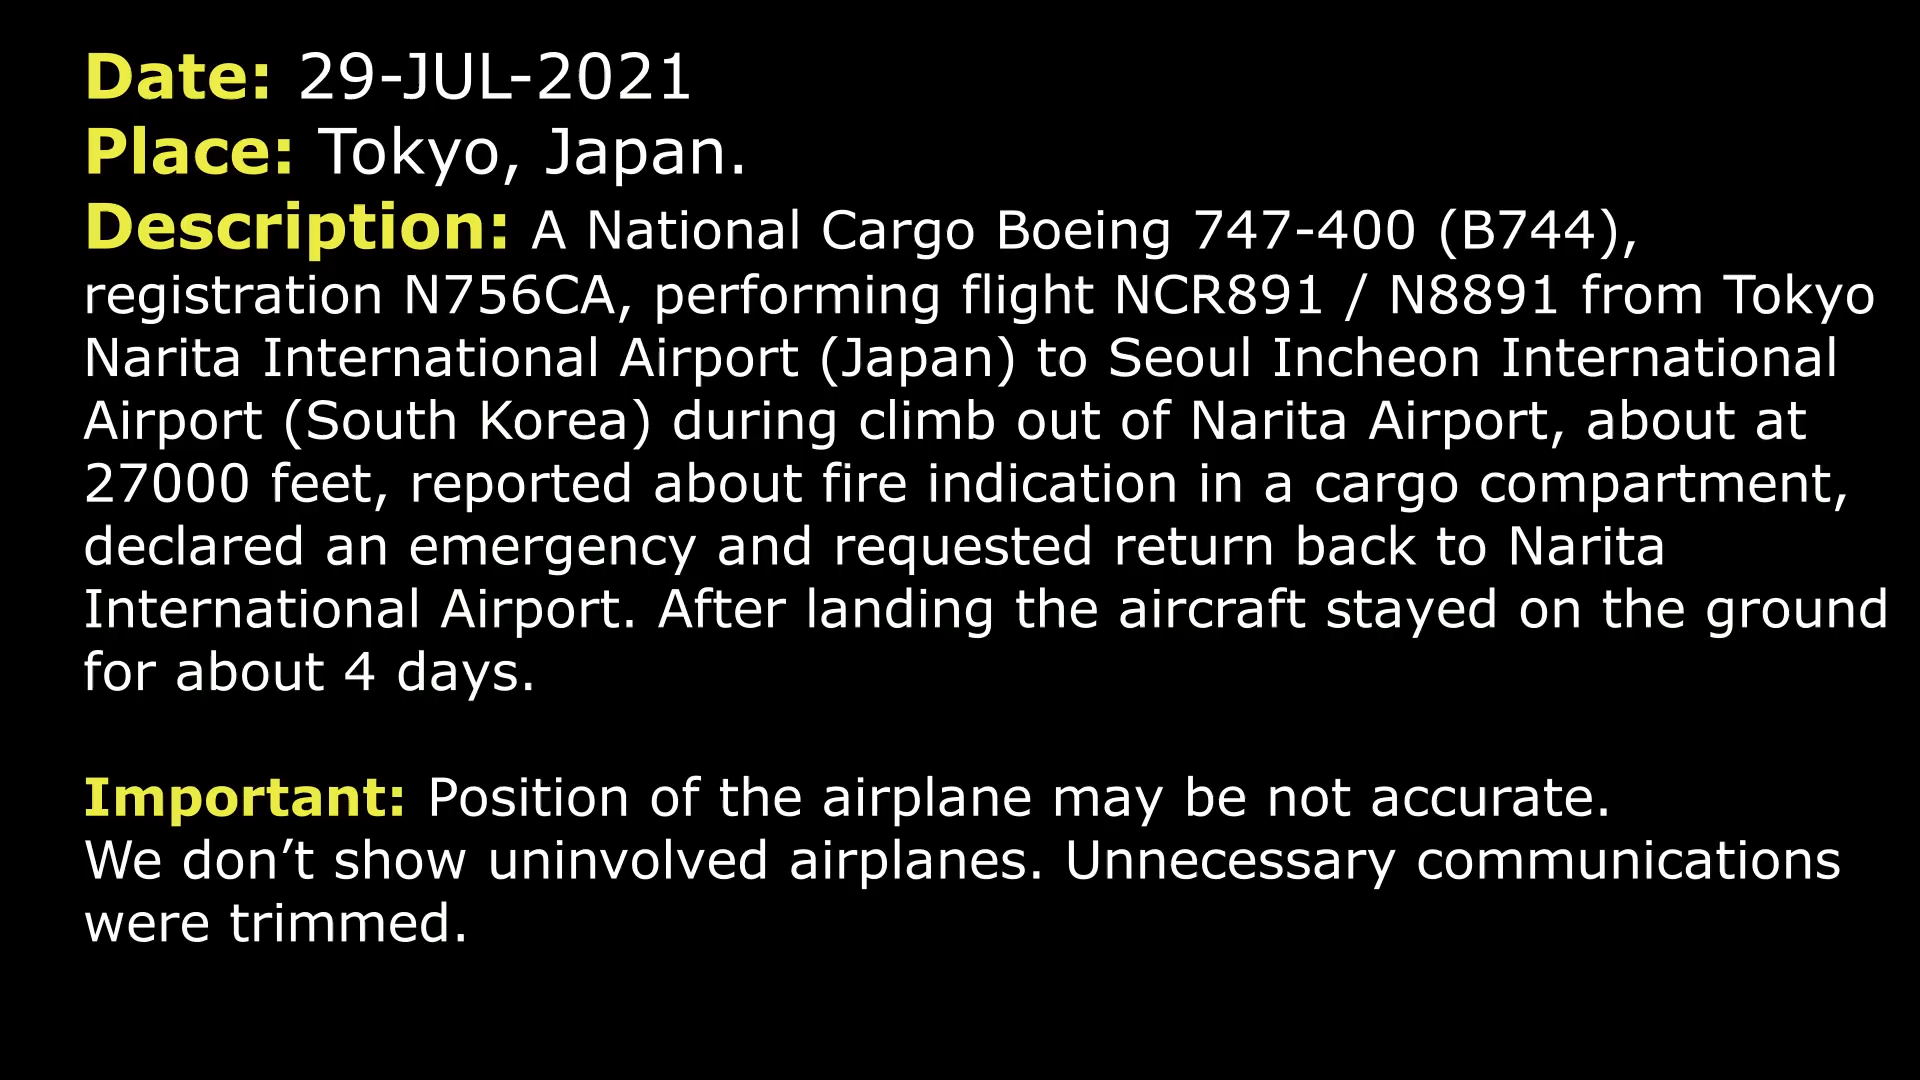 Date: 29-JUL-2021
Place: Tokyo, Japan.
Description: A National Cargo Boeing 747-400 (B744),
registration N756CA, performing flight NCR891 / N8891 from Tokyo
Narita International Airport (Japan) to Seoul Incheon International
Airport (South Korea) during climb out of Narita Airport, about at
27000 feet, reported about fire indication in a cargo compartment,
declared an emergency and requested return back to Narita
International Airport. After landing the aircraft stayed on the ground
for about 4 days.
Important: Position of the airplane may be not accurate.
We don’t show uninvolved airplanes. Unnecessary communications
were trimmed.